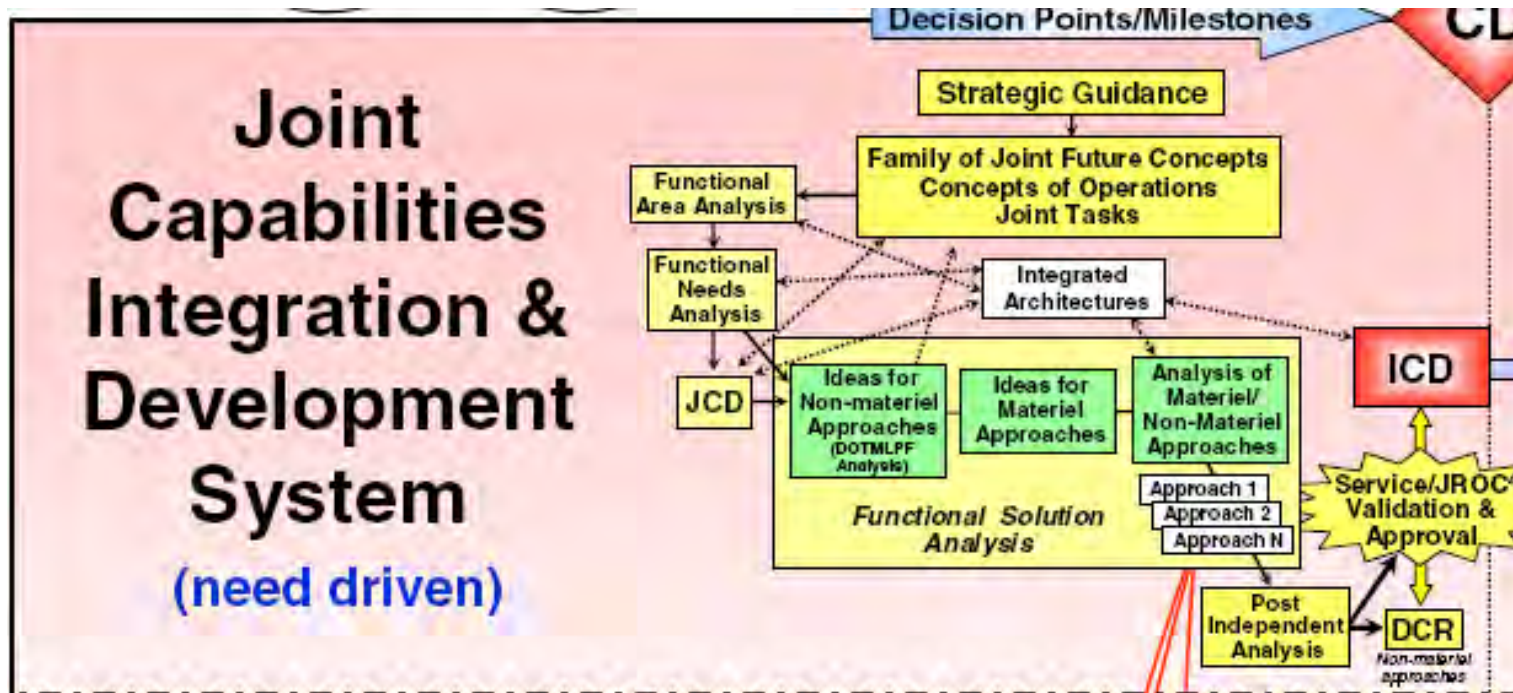 Decision Points/Milestones
Joint
Capabilities
Integration &
Development
System
(need driven)
Strategic Guidance
Family of Joint Future Concepts
Concepts of Operations
Joint Tasks
Functional
Area Analysis
Functional
Needs
Analysis
Integrated
Architectures
JCD
Ideas for
Non-materiel
Approaches
(DOTMLPF
Analysis)
Ideas for
Materiel
Approaches
Analysis of
Materiel/
Non-Materiel
Approaches
ICD
Approach 1
Approach 2
Approach N
Functional Solution
Analysis
Service/JROC
Validation &
Approval
Post
Independent
Analysis
DCR
Non-materiel
approaches